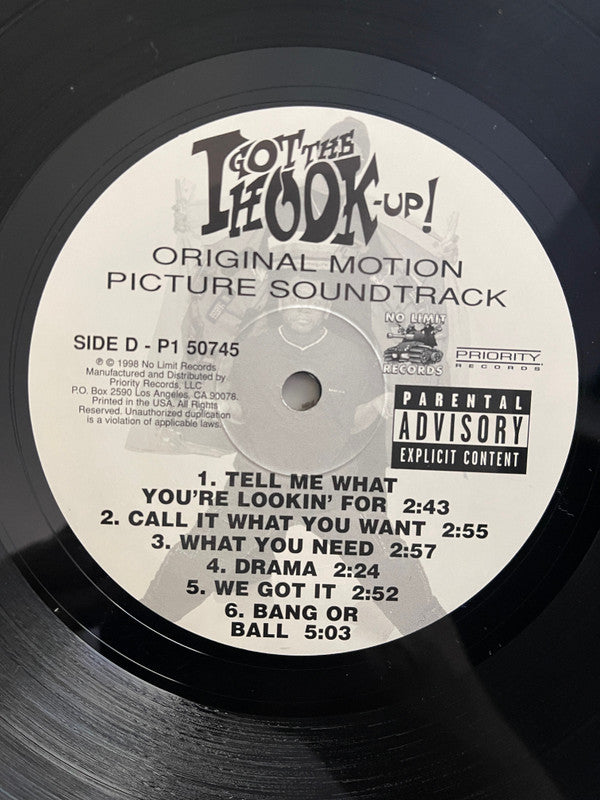 I GOT THE
HOOK-UP!
ORIGINAL MOTION
PICTURE SOUNDTRACK
SIDE D - P1 50745
℗ © 1998 No Limit Records
Manufactured and Distributed by
Priority Records, LLC
P.O. Box 2590 Los Angeles, CA 90078.
Printed in the USA. All Rights
Reserved. Unauthorized duplication
is a violation of applicable laws.
NO LIMIT
RECORDS
PRIORITY
RECORDS
PARENTAL
ADVISORY
EXPLICIT CONTENT
1. TELL ME WHAT
YOU'RE LOOKIN' FOR 2:43
2. CALL IT WHAT YOU WANT 2:55
3. WHAT YOU NEED 2:57
4. DRAMA 2:24
5. WE GOT IT 2:52
6. BANG OR
BALL 5:03